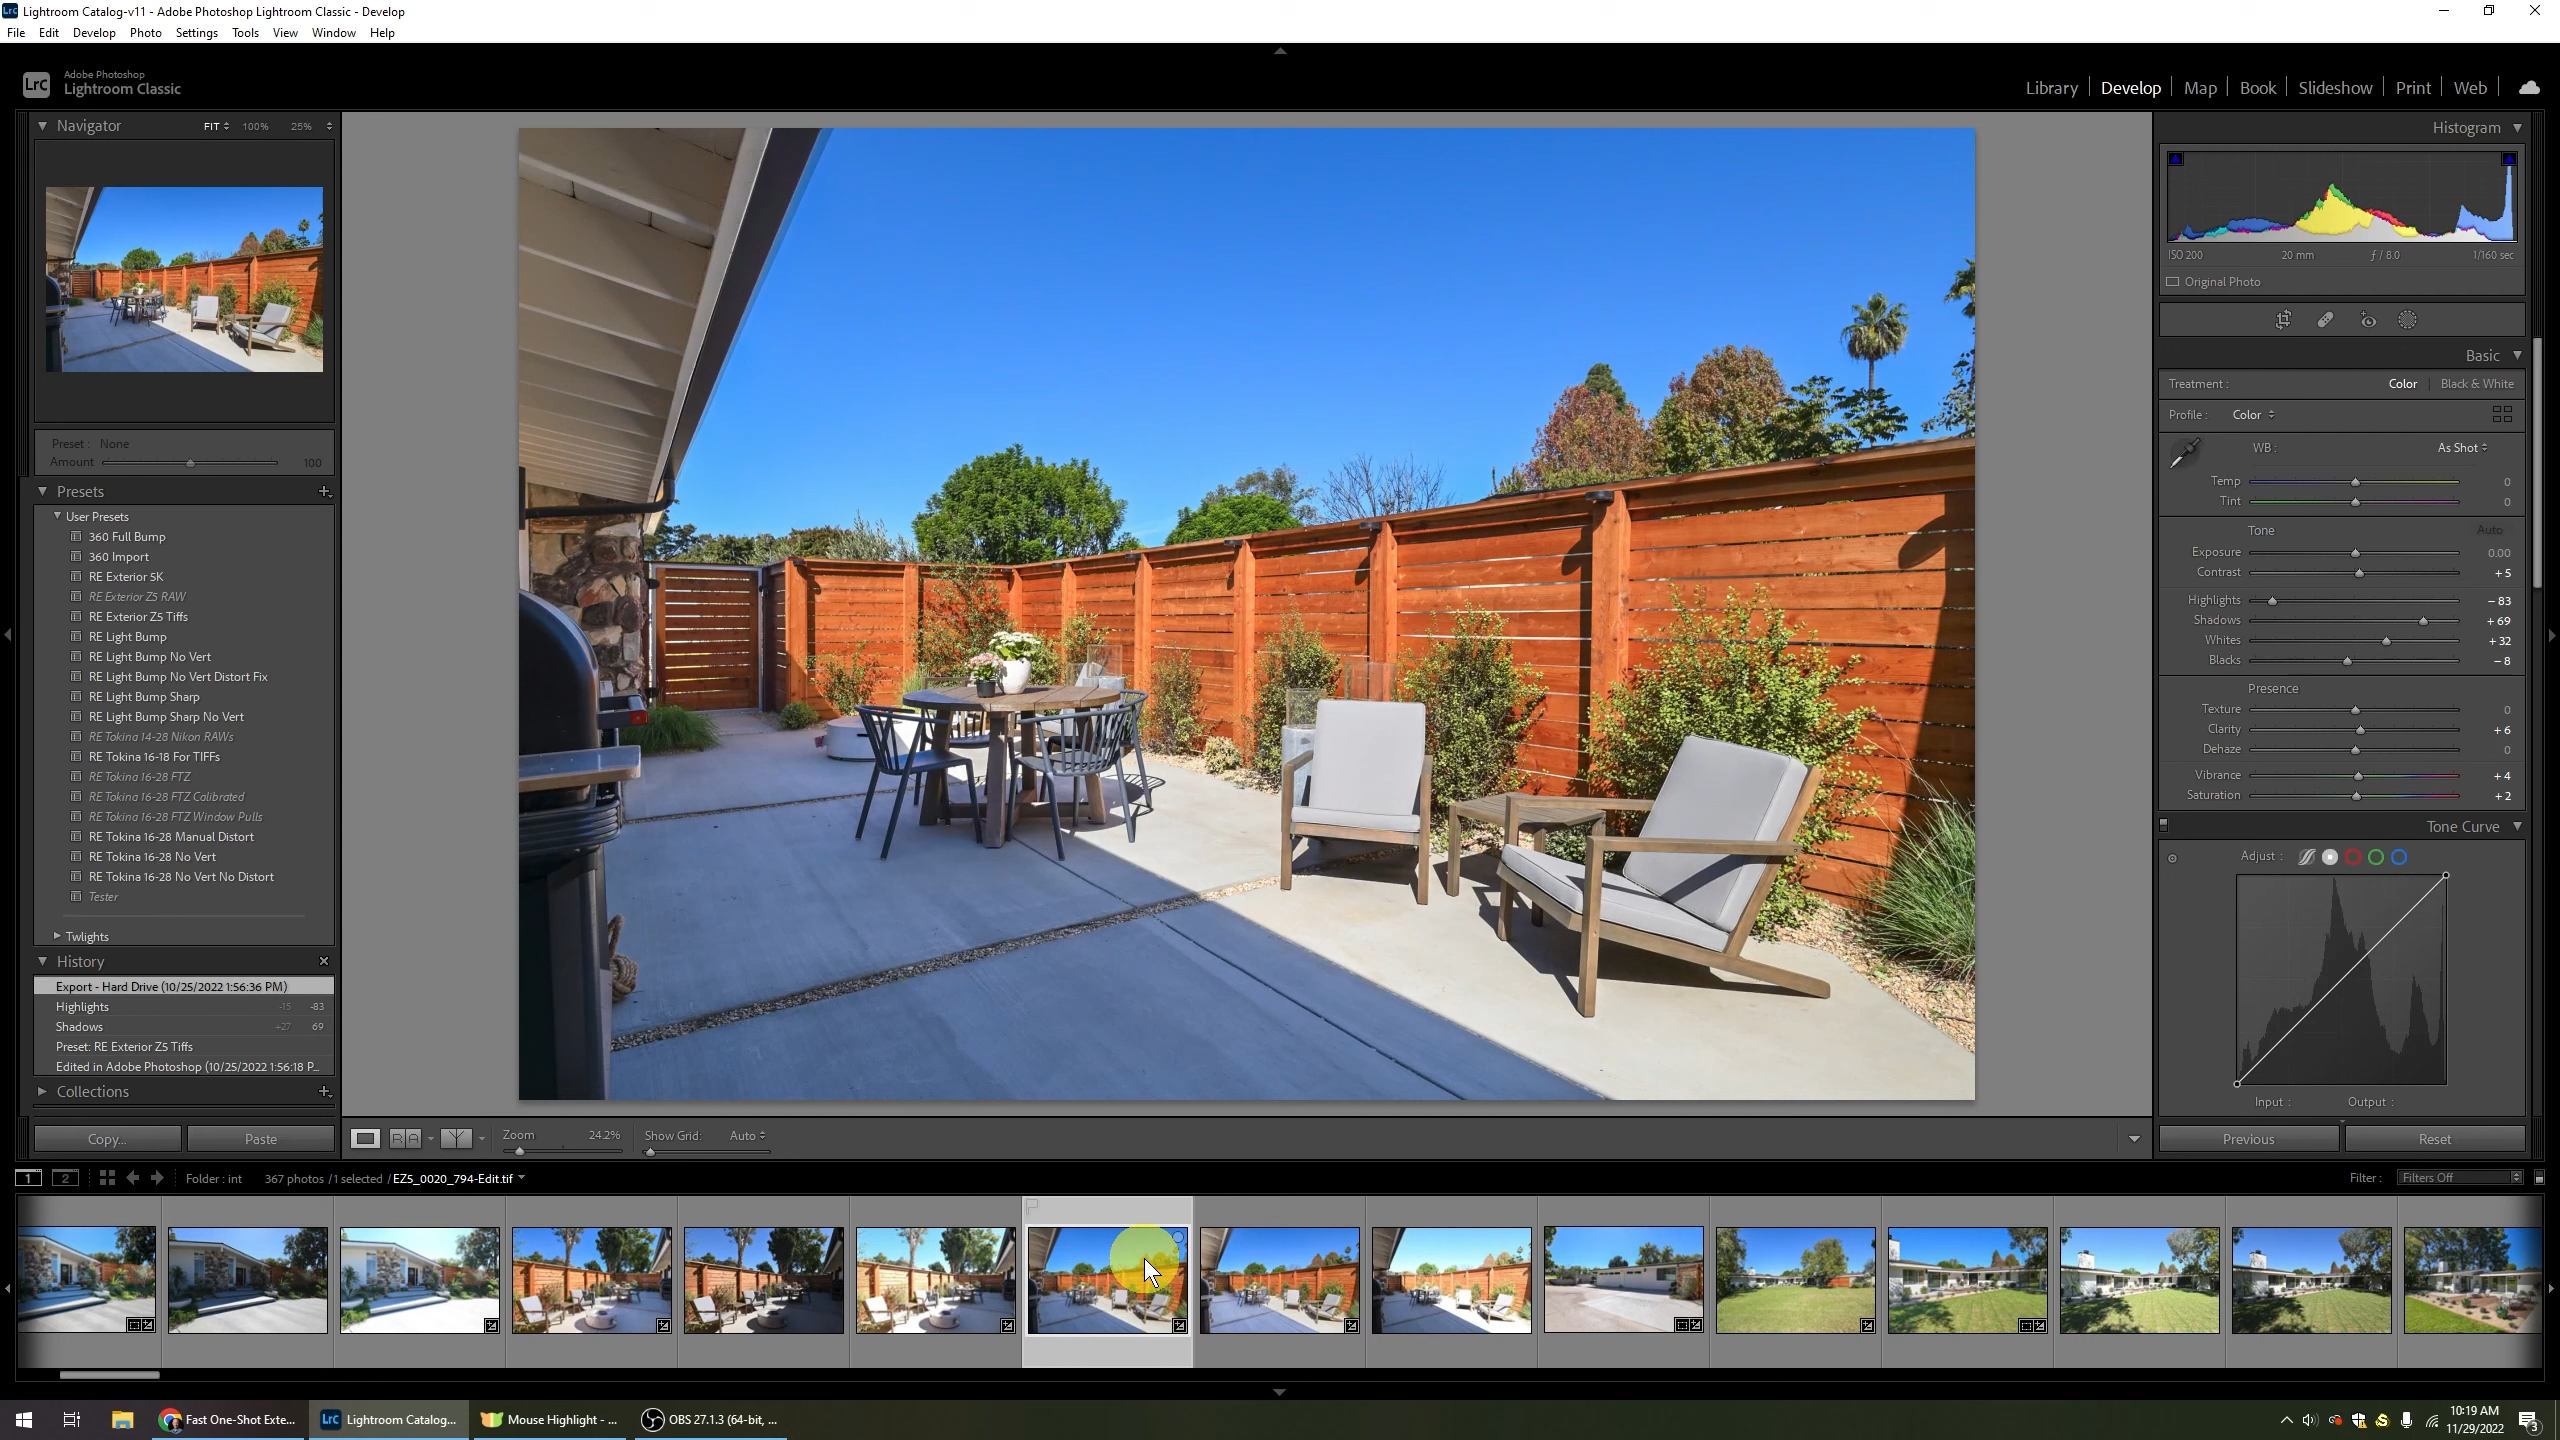 Lightroom Catalog-v11 - Adobe Photoshop Lightroom Classic - Develop
File Edit Develop Photo Settings Tools View Window Help
Lrc
Adobe Photoshop
Lightroom Classic
Library Develop Map Book Slideshow Print Web
Navigator FIT 100% 25%
Preset : None
Amount 100
Presets
User Presets
360 Full Bump
360 Import
RE Exterior 5K
RE Exterior Z5 RAW
RE Exterior Z5 Tiffs
RE Light Bump
RE Light Bump No Vert
RE Light Bump No Vert Distort Fix
RE Light Bump Sharp
RE Light Bump Sharp No Vert
RE Tokina 14-28 Nikon RAWs
RE Tokina 16-18 For TIFFs
RE Tokina 16-28 FTZ
RE Tokina 16-28 FTZ Calibrated
RE Tokina 16-28 FTZ Window Pulls
RE Tokina 16-28 Manual Distort
RE Tokina 16-28 No Vert
RE Tokina 16-28 No Vert No Distort
Tester
Twlights
History
Export - Hard Drive (10/25/2022 1:56:36 PM)
Highlights -15 -83
Shadows +27 69
Preset: RE Exterior Z5 Tiffs
Edited in Adobe Photoshop (10/25/2022 1:56:18 P...
Collections
Copy... Paste
Histogram
ISO 200 20 mm ƒ / 8.0 1/160 sec
Original Photo
Basic
Treatment : Color Black & White
Profile : Color
WB : As Shot
Temp 0
Tint 0
Tone Auto
Exposure 0.00
Contrast + 5
Highlights - 83
Shadows + 69
Whites + 32
Blacks - 8
Presence
Texture 0
Clarity + 6
Dehaze 0
Vibrance + 4
Saturation + 2
Tone Curve
Adjust :
Input : Output :
Previous Reset
R A Y Zoom 24.2% Show Grid: Auto
1 2 Folder : int 367 photos / 1 selected / EZ5_0020_794-Edit.tif
Filter : Filters Off
Fast One-Shot Exte...
Lrc Lightroom Catalog...
Mouse Highlight - ...
OBS 27.1.3 (64-bit, ...
10:19 AM
11/29/2022
3